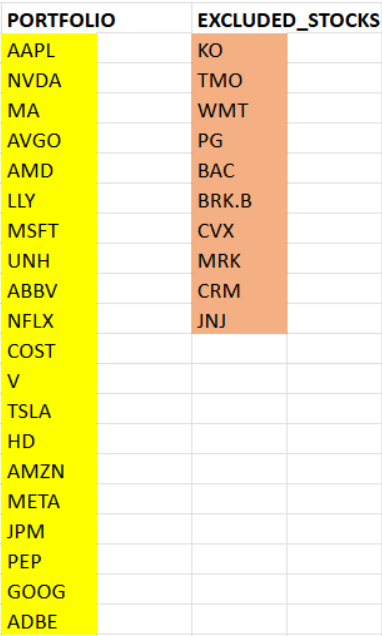 PORTFOLIO EXCLUDED_STOCKS
AAPL KO
NVDA TMO
MA WMT
AVGO PG
AMD BAC
LLY BRK.B
MSFT CVX
UNH MRK
ABBV CRM
NFLX JNJ
COST
V
TSLA
HD
AMZN
META
JPM
PEP
GOOG
ADBE